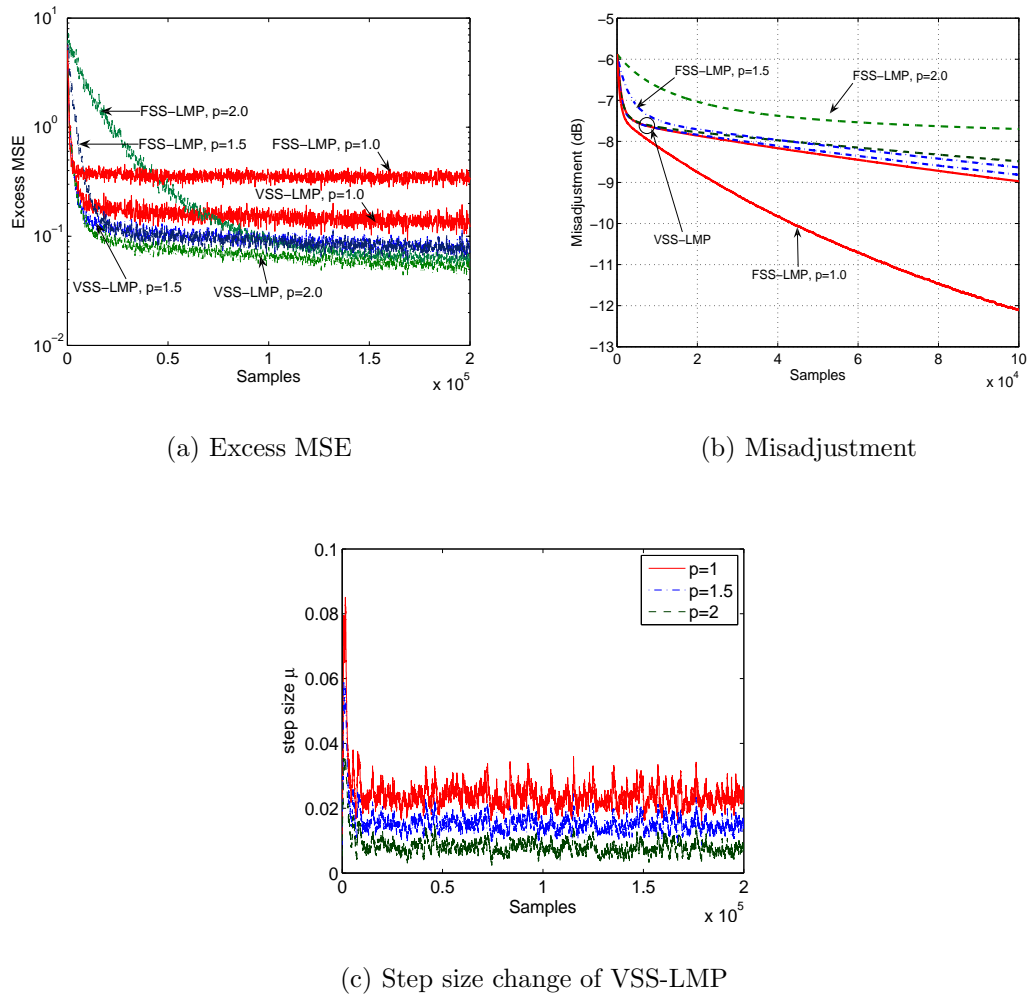 10^1
10^0
10^−1
10^−2
Excess MSE
FSS−LMP, p=2.0
FSS−LMP, p=1.5
FSS−LMP, p=1.0
VSS−LMP, p=1.0
VSS−LMP, p=1.5
VSS−LMP, p=2.0
0 0.5 1 1.5 2
Samples
x 10^5
(a) Excess MSE
−5
−6
−7
−8
−9
−10
−11
−12
−13
Misadjustment (dB)
FSS−LMP, p=1.5
FSS−LMP, p=2.0
VSS−LMP
FSS−LMP, p=1.0
0 2 4 6 8 10
Samples
x 10^4
(b) Misadjustment
0.1
0.08
0.06
0.04
0.02
0
step size μ
p=1
p=1.5
p=2
0 0.5 1 1.5 2
Samples
x 10^5
(c) Step size change of VSS-LMP